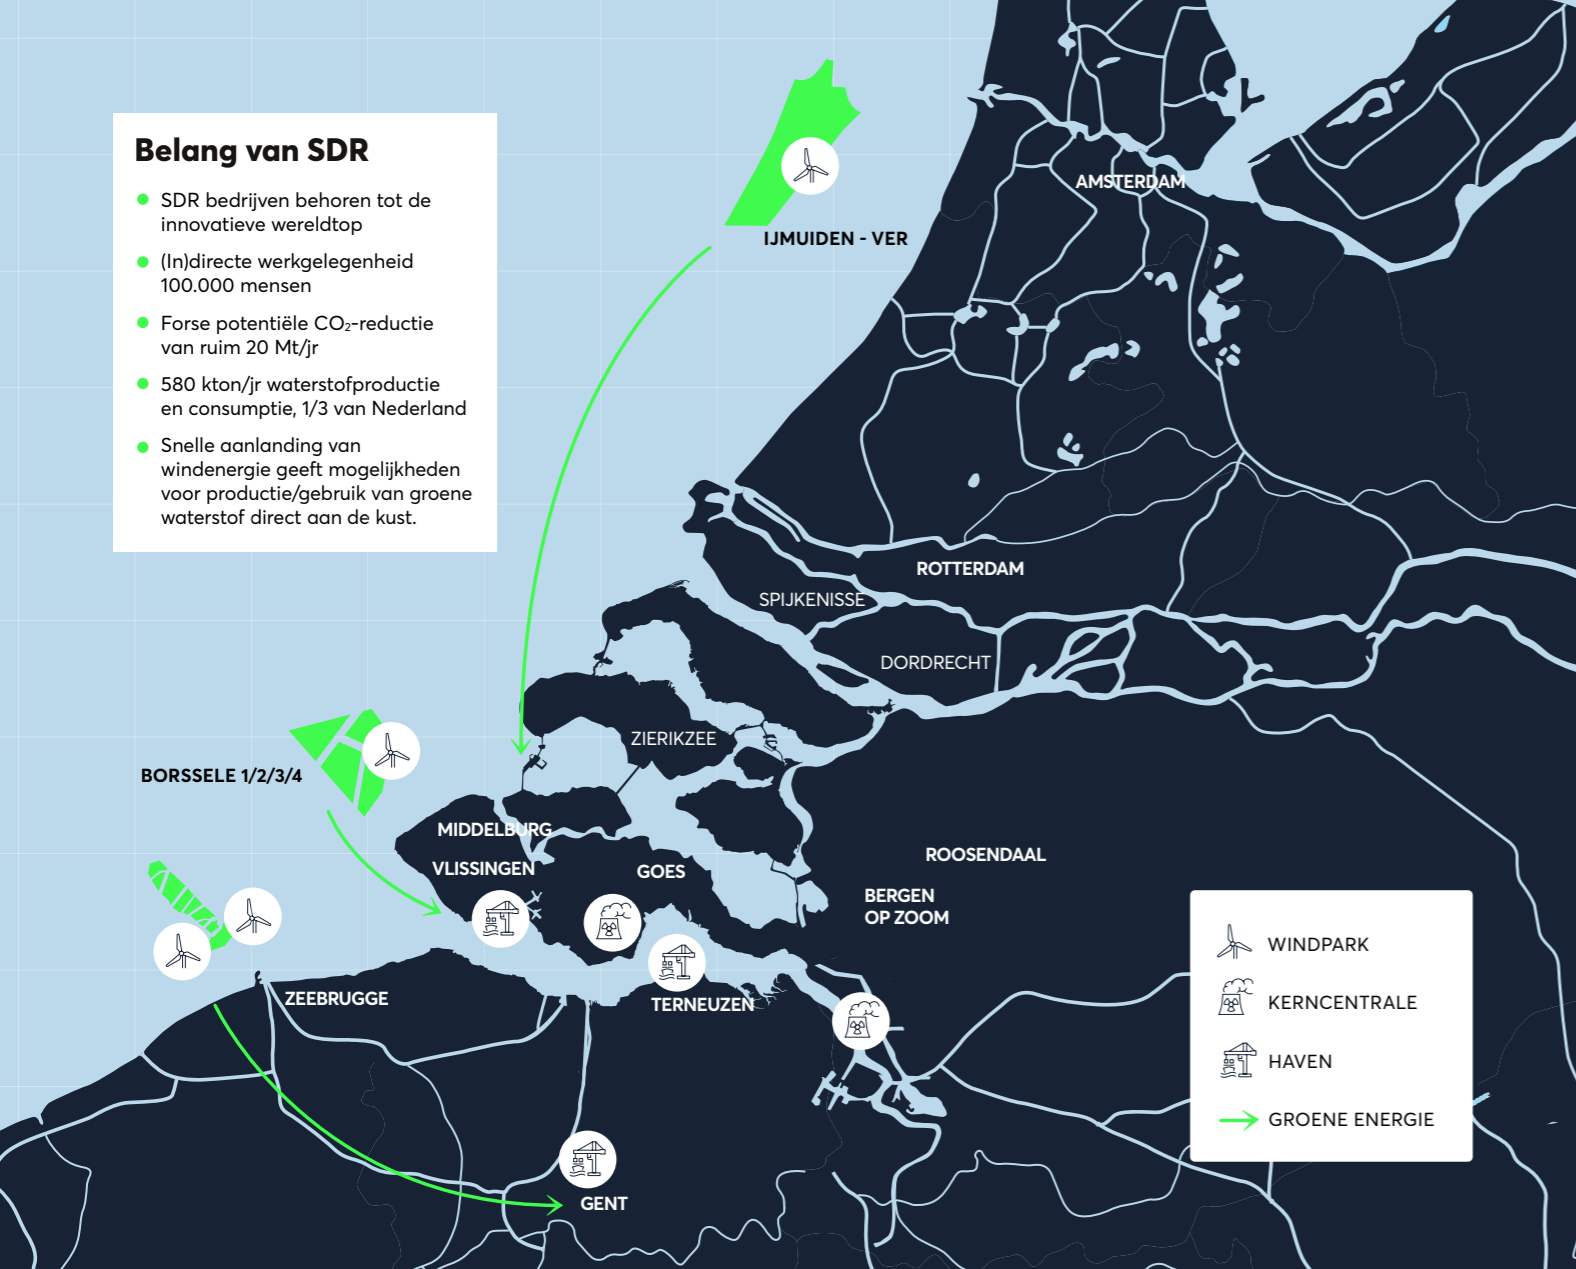 Belang van SDR
SDR bedrijven behoren tot de
innovatieve wereldtop
(In)directe werkgelegenheid
100.000 mensen
Forse potentiële CO₂-reductie
van ruim 20 Mt/jr
580 kton/jr waterstofproductie
en consumptie, 1/3 van Nederland
Snelle aanlanding van
windenergie geeft mogelijkheden
voor productie/gebruik van groene
waterstof direct aan de kust.
AMSTERDAM
IJMUIDEN - VER
ROTTERDAM
SPIJKENISSE
DORDRECHT
ZIERIKZEE
BORSSELE 1/2/3/4
MIDDELBURG
VLISSINGEN
GOES
ROOSENDAAL
BERGEN
OP ZOOM
ZEEBRUGGE
TERNEUZEN
GENT
WINDPARK
KERNCENTRALE
HAVEN
GROENE ENERGIE